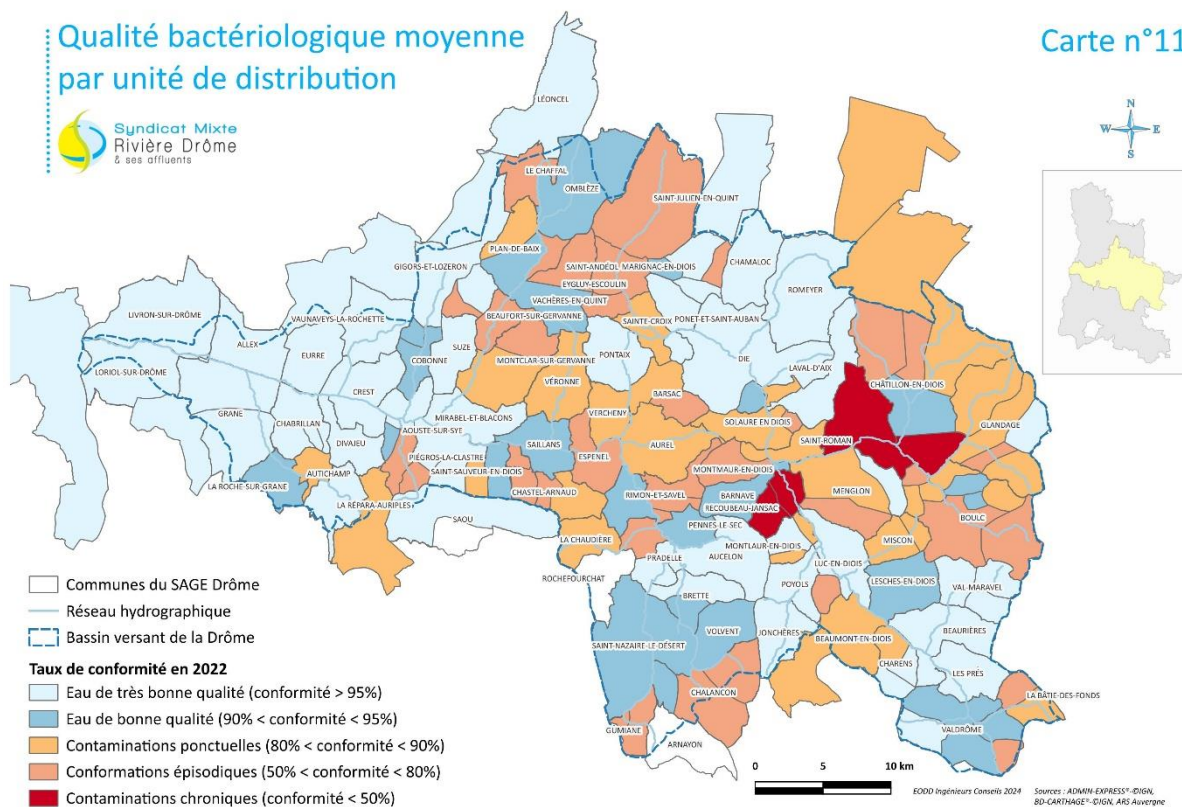 Qualité bactériologique moyenne
par unité de distribution
Carte n°11
Syndicat Mixte
Rivière Drôme
& ses affluents
N
W E
S
LÉONCEL
LE CHAFFAL
OMBLÈZE
SAINT-JULIEN-EN-QUINT
PLAN-DE-BAIX
GIGORS-ET-LOZERON
SAINT-ANDÉOL
MARIGNAC-EN-DIOIS
CHAMALOC
EYGLUY-ESCOULIN
ROMEYER
VACHÈRES-EN-QUINT
LIVRON-SUR-DRÔME
VAUNAVEYS-LA-ROCHETTE
BEAUFORT-SUR-GERVANNE
SAINTE-CROIX
PONET-ET-SAINT-AUBAN
ALLEX
SUZE
EURRE
COBONNE
MONTCLAR-SUR-GERVANNE
PONTAIX
DIE
LAVAL-D'AIX
LORIOL-SUR-DRÔME
VÉRONNE
CHÂTILLON-EN-DIOIS
CREST
BARSAC
GRANE
MIRABEL-ET-BLACONS
VERCHENY
CHABRILLAN
AOUSTE-SUR-SYE
SOLAURE EN DIOIS
GLANDAGE
DIVAJEU
SAILLANS
AUREL
SAINT-ROMAN
PIÉGROS-LA-CLASTRE
ESPENEL
AUTICHAMP
SAINT-SAUVEUR-EN-DIOIS
MONTMAUR-EN-DIOIS
LA ROCHE-SUR-GRANE
CHASTEL-ARNAUD
RIMON-ET-SAVEL
BARNAVE
MENGLON
LA RÉPARA-AURIPLES
RECOUBEAU-JANSAC
BOULC
SAOU
PENNES-LE-SEC
LA CHAUDIÈRE
MISCON
MONTLAUR-EN-DIOIS
PRADELLE
AUCELON
LUC-EN-DIOIS
ROCHEFOURCHAT
POYOLS
LESCHES-EN-DIOIS
VAL-MARAVEL
BRETTE
VOLVENT
JONCHÈRES
BEAURIÈRES
SAINT-NAZAIRE-LE-DÉSERT
BEAUMONT-EN-DIOIS
CHARENS
LES PRÉS
CHALANCON
LA BÂTIE-DES-FONDS
GUMIANE
VALDRÔME
ARNAYON
Communes du SAGE Drôme
Réseau hydrographique
Bassin versant de la Drôme
Taux de conformité en 2022
Eau de très bonne qualité (conformité > 95%)
Eau de bonne qualité (90% < conformité < 95%)
Contaminations ponctuelles (80% < conformité < 90%)
Conformations épisodiques (50% < conformité < 80%)
Contaminations chroniques (conformité < 50%)
0 5 10 km
EODD Ingénieurs Conseils 2024
Sources : ADMIN-EXPRESS®-©IGN,
BD-CARTHAGE®-©IGN, ARS Auvergne